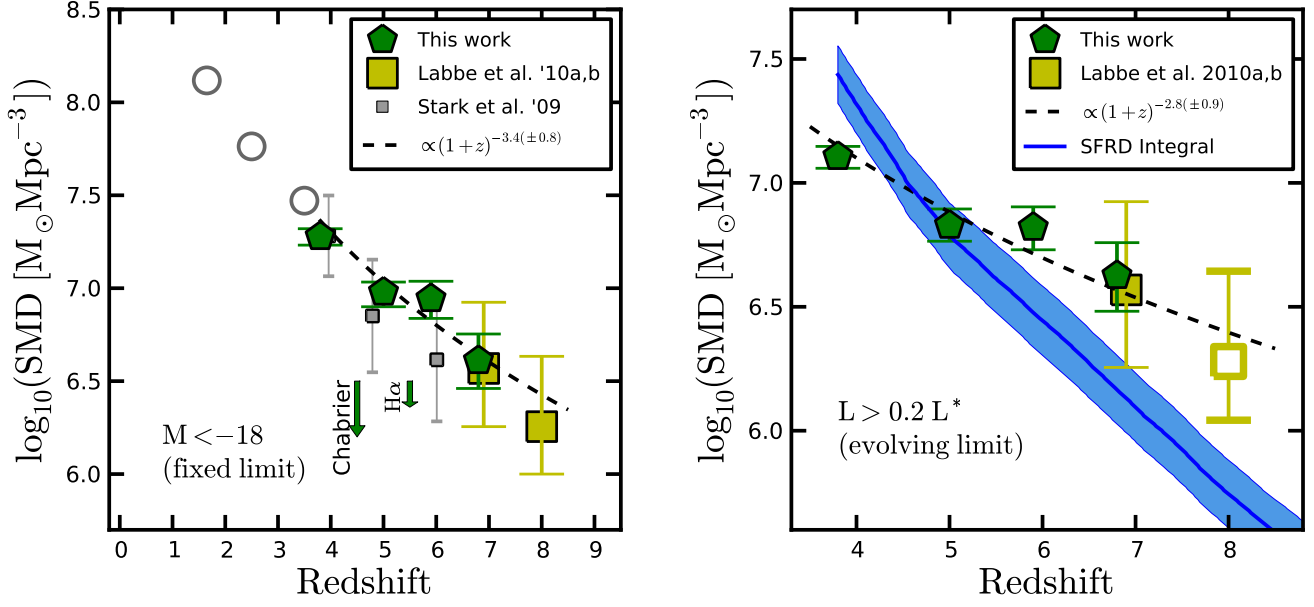 8.5
8.0
7.5
7.0
6.5
6.0
log₁₀(SMD [M⊙Mpc⁻³])
This work
Labbe et al. '10a,b
Stark et al. '09
∝(1+z)^−3.4(±0.8)
Chabrier
Hα
M<−18
(fixed limit)
0 1 2 3 4 5 6 7 8 9
Redshift
7.5
7.0
6.5
6.0
log₁₀(SMD [M⊙Mpc⁻³])
This work
Labbe et al. 2010a,b
∝(1+z)^−2.8(±0.9)
SFRD Integral
L > 0.2 L*
(evolving limit)
4 5 6 7 8
Redshift